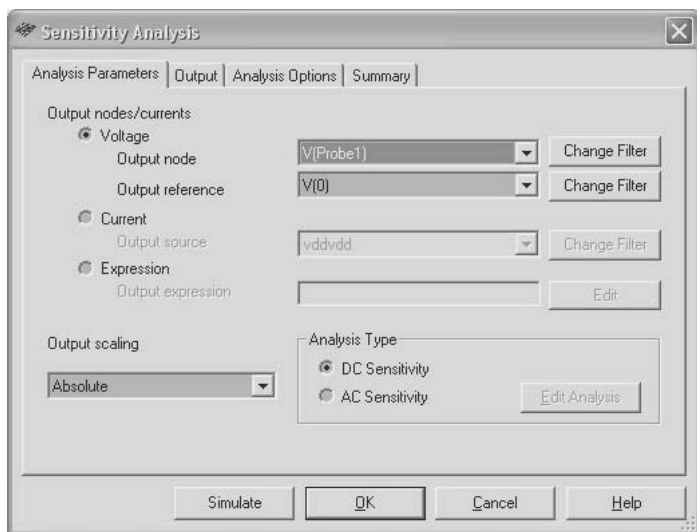 Sensitivity Analysis
Analysis Parameters Output Analysis Options Summary
Output nodes/currents
Voltage
Output node V(Probe1) Change Filter
Output reference V(0) Change Filter
Current
Output source vddvdd Change Filter
Expression
Output expression Edit
Output scaling
Analysis Type
DC Sensitivity
Absolute
AC Sensitivity Edit Analysis
Simulate OK Cancel Help